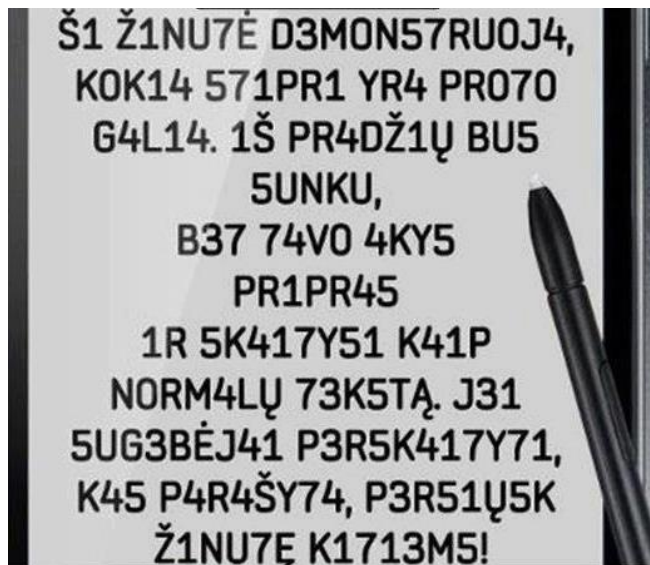 Š1 Ž1NU7Ė D3MON57RUOJ4,
KOK14 571PR1 YR4 PRO70
G4L14. 1Š PR4DŽ1Ų BU5
5UNKU,
B37 74VO 4KY5
PR1PR45
1R 5K417Y51 K41P
NORM4LŲ 73K5TĄ. J31
5UG3BĖJ41 P3R5K417Y71,
K45 P4R4ŠY74, P3R51Ų5K
Ž1NU7Ę K1713M5!